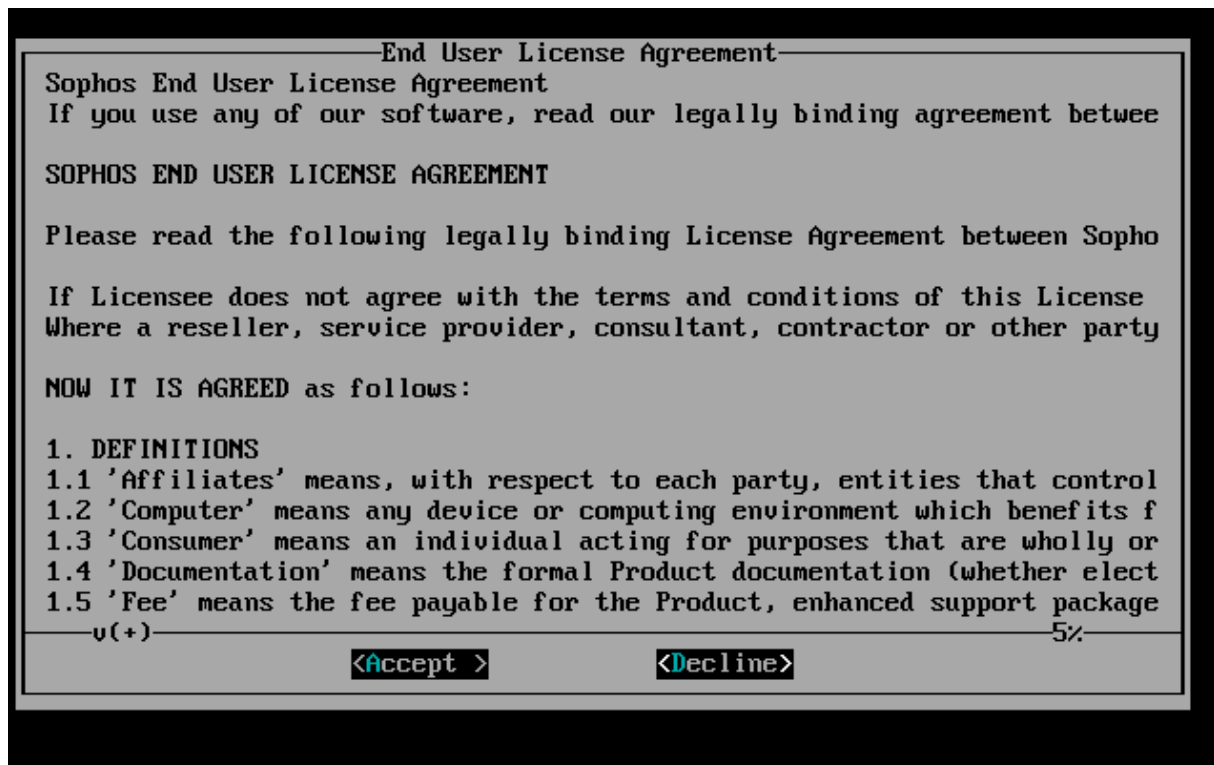 End User License Agreement
Sophos End User License Agreement
If you use any of our software, read our legally binding agreement betwee
SOPHOS END USER LICENSE AGREEMENT
Please read the following legally binding License Agreement between Sopho
If Licensee does not agree with the terms and conditions of this License
Where a reseller, service provider, consultant, contractor or other party
NOW IT IS AGREED as follows:
1. DEFINITIONS
1.1 'Affiliates' means, with respect to each party, entities that control
1.2 'Computer' means any device or computing environment which benefits f
1.3 'Consumer' means an individual acting for purposes that are wholly or
1.4 'Documentation' means the formal Product documentation (whether elect
1.5 'Fee' means the fee payable for the Product, enhanced support package
v(+) 5%
<Accept > <Decline>